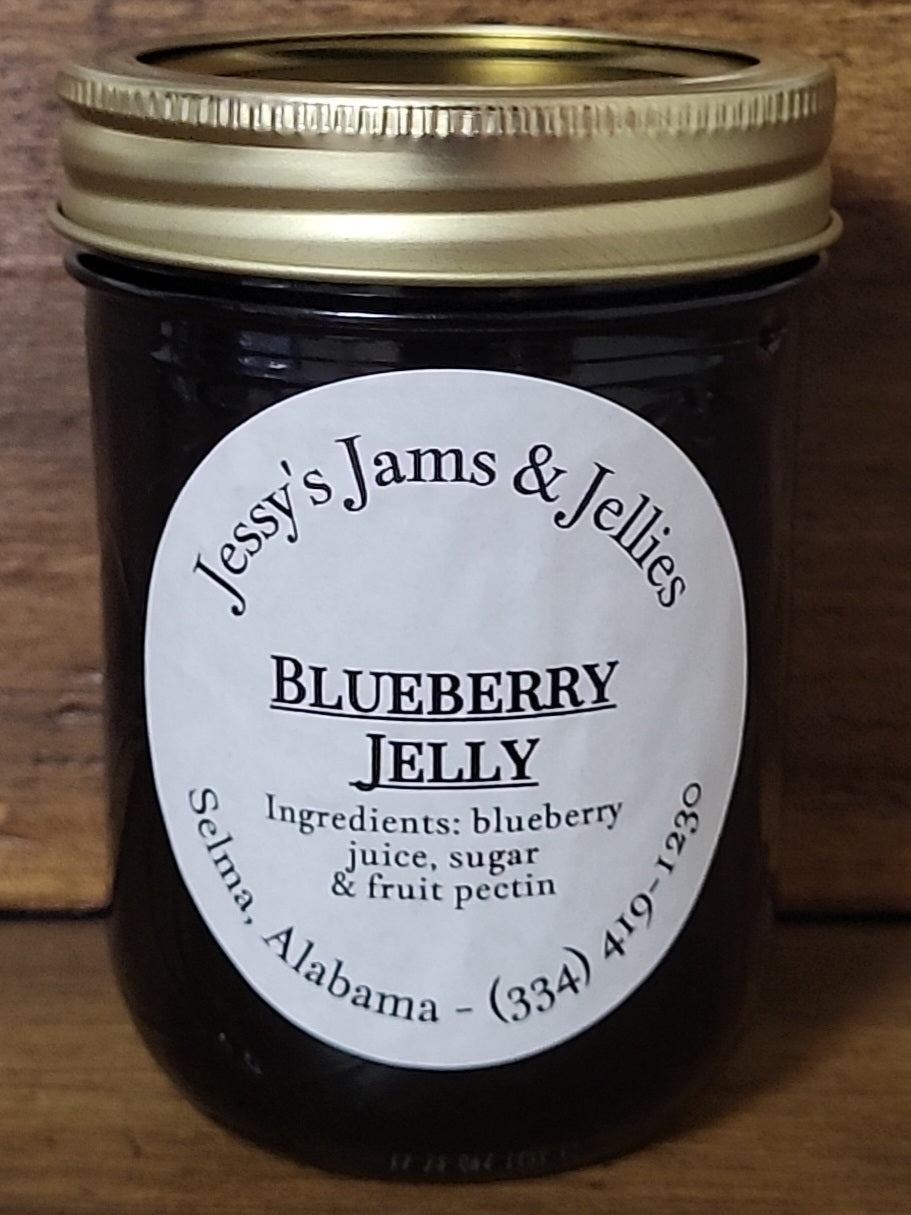 Jessy's Jams & Jellies
BLUEBERRY
JELLY
Ingredients: blueberry
juice, sugar
& fruit pectin
Selma, Alabama - (334) 419-1230